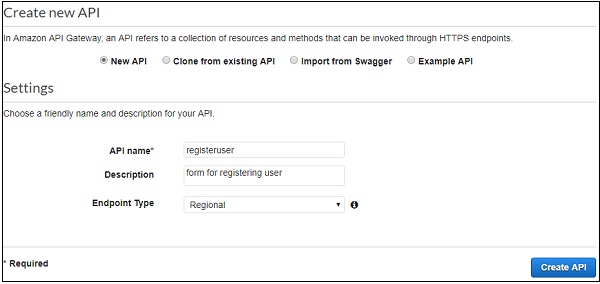 Create new API
In Amazon API Gateway, an API refers to a collection of resources and methods that can be invoked through HTTPS endpoints.
New API Clone from existing API Import from Swagger Example API
Settings
Choose a friendly name and description for your API.
API name* registeruser
Description form for registering user
Endpoint Type Regional
* Required
Create API